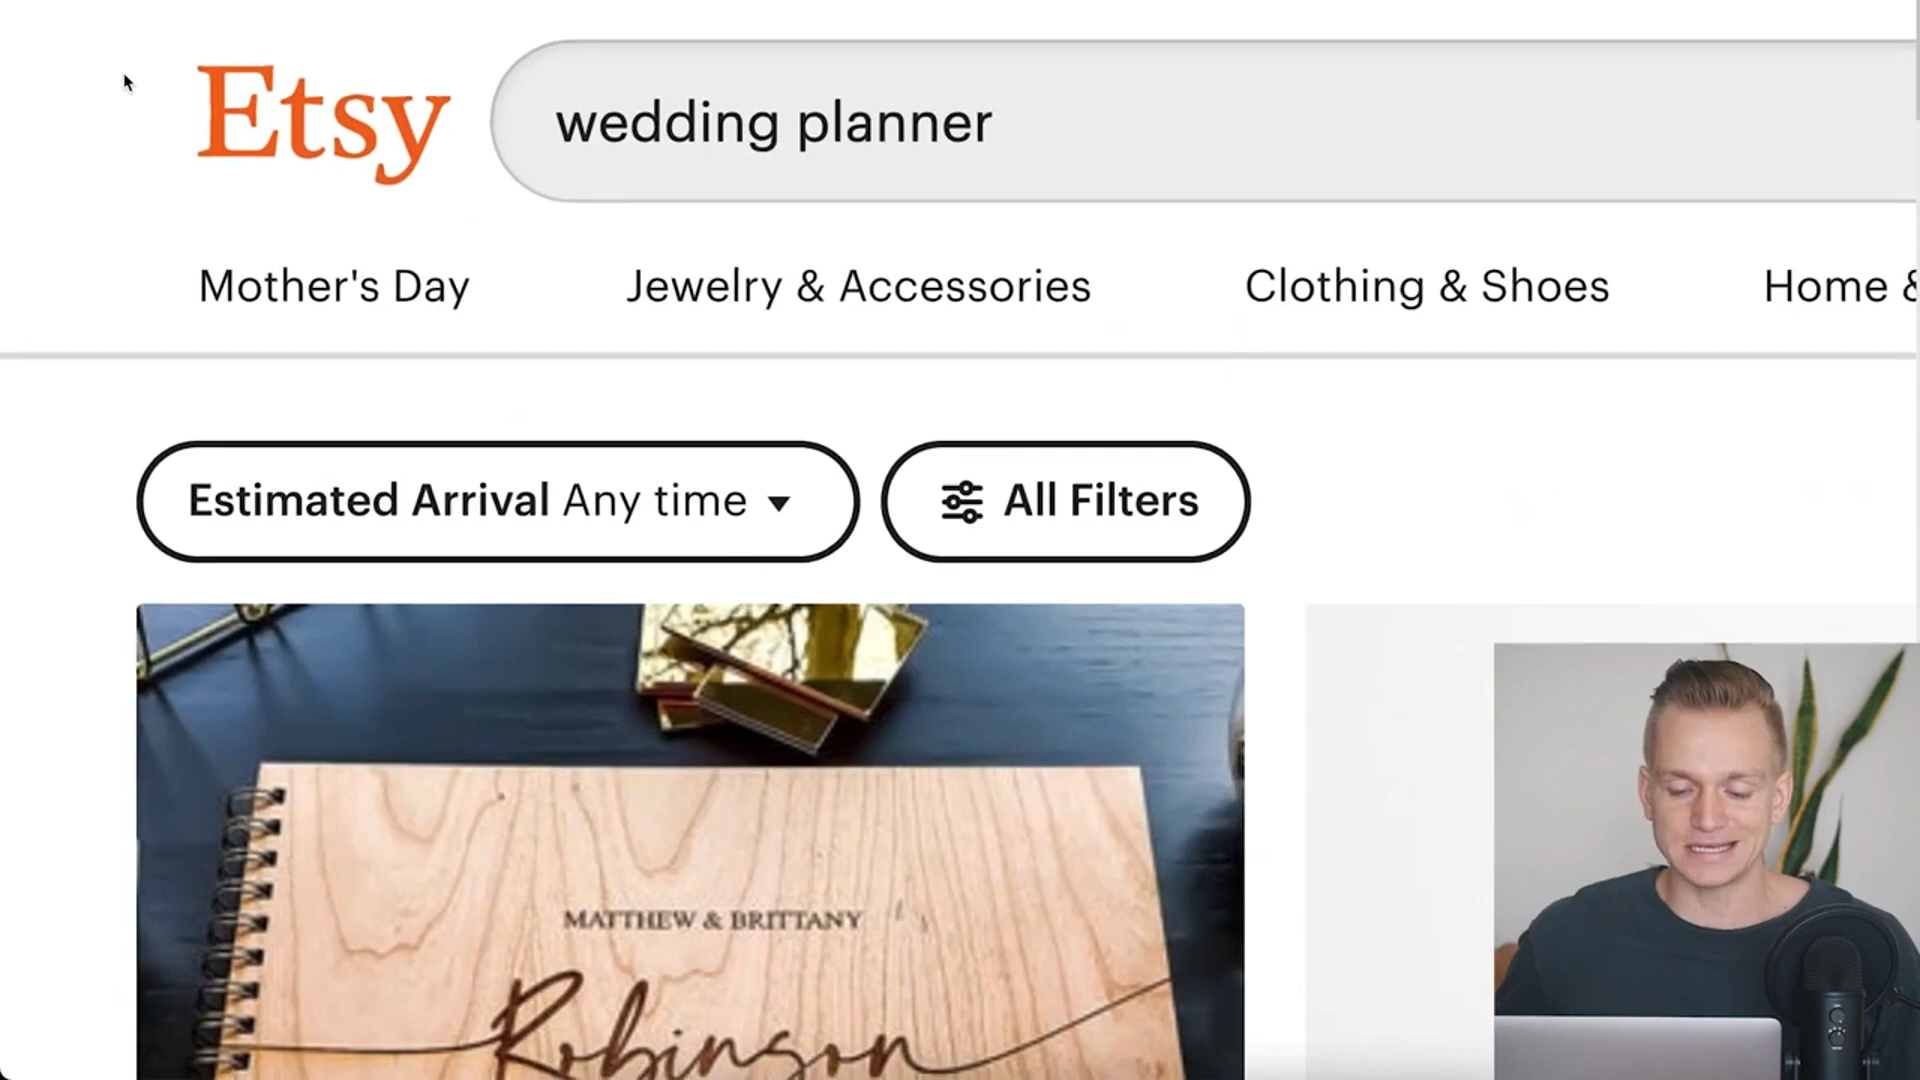 Etsy
wedding planner
Mother's Day
Jewelry & Accessories
Clothing & Shoes
Home &
Estimated Arrival Any time
All Filters
MATTHEW & BRITTANY
Robinson